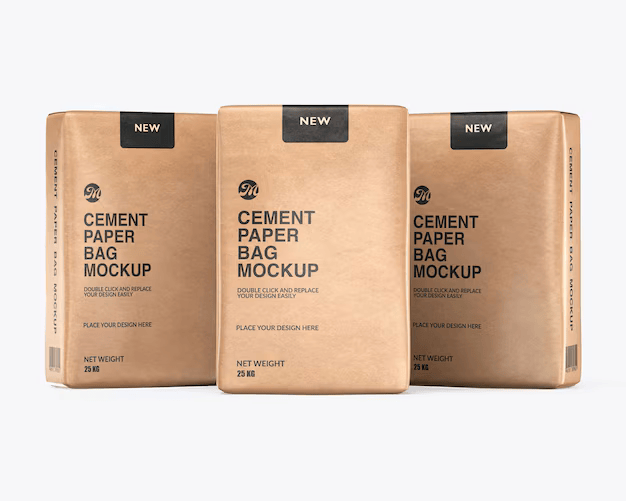 CEMENT PAPER BAG MOCKUP
NEW
M
CEMENT
PAPER
BAG
MOCKUP
DOUBLE CLICK AND REPLACE
YOUR DESIGN EASILY
PLACE YOUR DESIGN HERE
NET WEIGHT
25 KG
NEW
M
CEMENT
PAPER
BAG
MOCKUP
DOUBLE CLICK AND REPLACE
YOUR DESIGN EASILY
PLACE YOUR DESIGN HERE
NET WEIGHT
25 KG
NEW
M
CEMENT
PAPER
BAG
MOCKUP
DOUBLE CLICK AND REPLACE
YOUR DESIGN EASILY
PLACE YOUR DESIGN HERE
NET WEIGHT
25 KG
CEMENT PAPER BAG MOCKUP